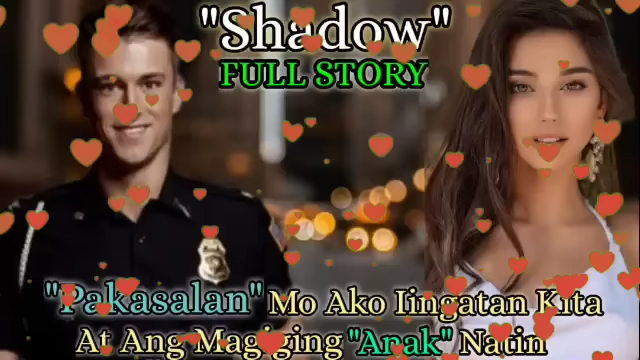 "Shadow"
FULL STORY
"Pakasalan" Mo Ako Iingatan Kita
At Ang Magiging "Anak" Natin